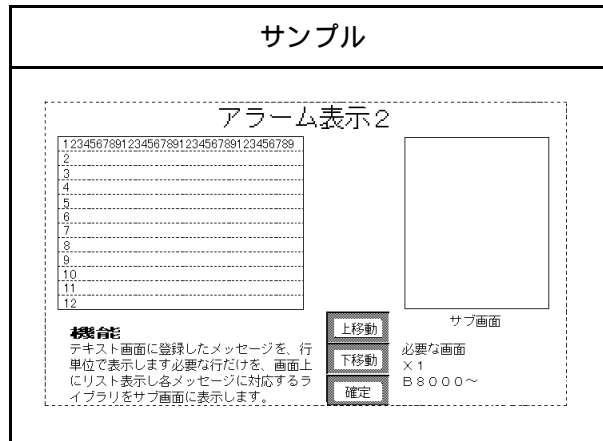 サンプル
アラーム表示2
123456789123456789123456789123456789
2
3
4
5
6
7
8
9
10
11
12
サブ画面
機能
テキスト画面に登録したメッセージを、行
単位で表示します必要な行だけを、画面上
にリスト表示し各メッセージに対応するラ
イブラリをサブ画面に表示します。
上移動
下移動
確定
必要な画面
×1
B8000~